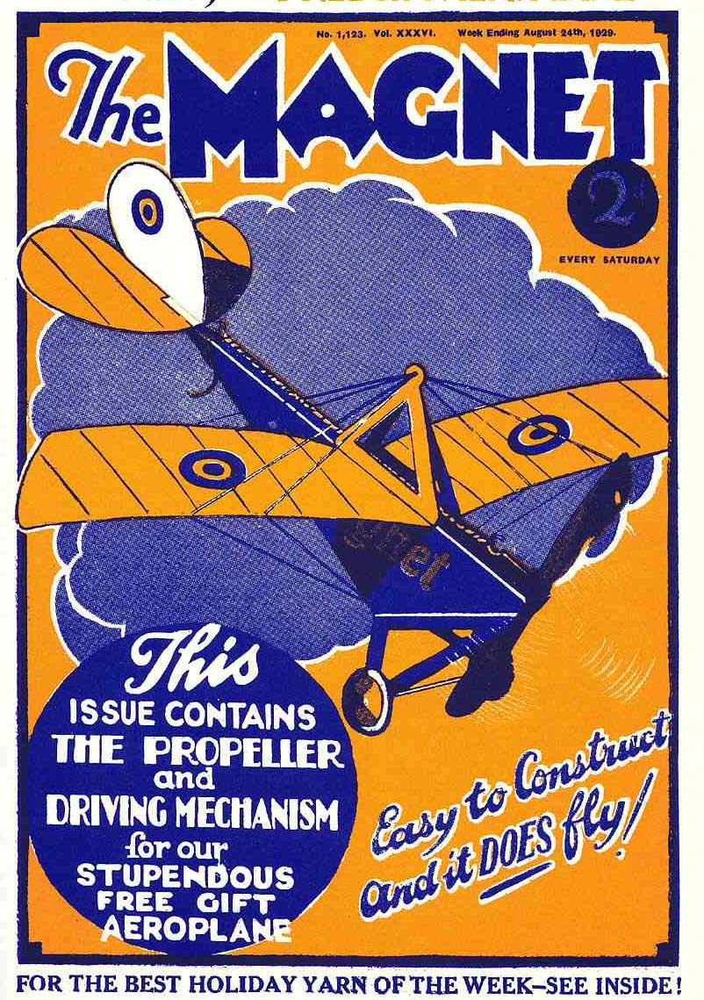 No. 1,123. Vol. XXXVI. Week Ending August 24th, 1929.
The MAGNET
2d
EVERY SATURDAY
This
ISSUE CONTAINS
THE PROPELLER
and
DRIVING MECHANISM
for our
STUPENDOUS
FREE GIFT
AEROPLANE
Easy to Construct
and it DOES fly!
FOR THE BEST HOLIDAY YARN OF THE WEEK—SEE INSIDE!